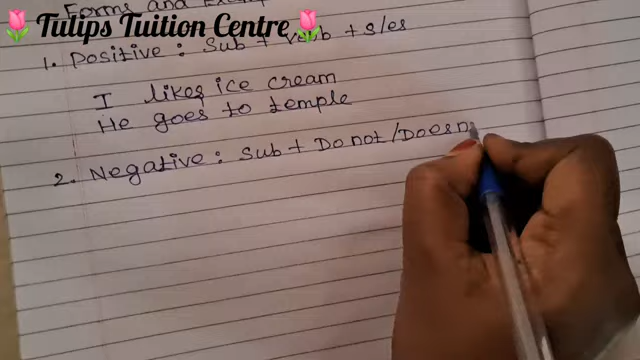 Forms and Exa
🌷Tulips Tuition Centre🌷
1. Positive : Sub + Verb + s/es
I likes ice cream
He goes to temple
2. Negative : Sub + Do not /Does n